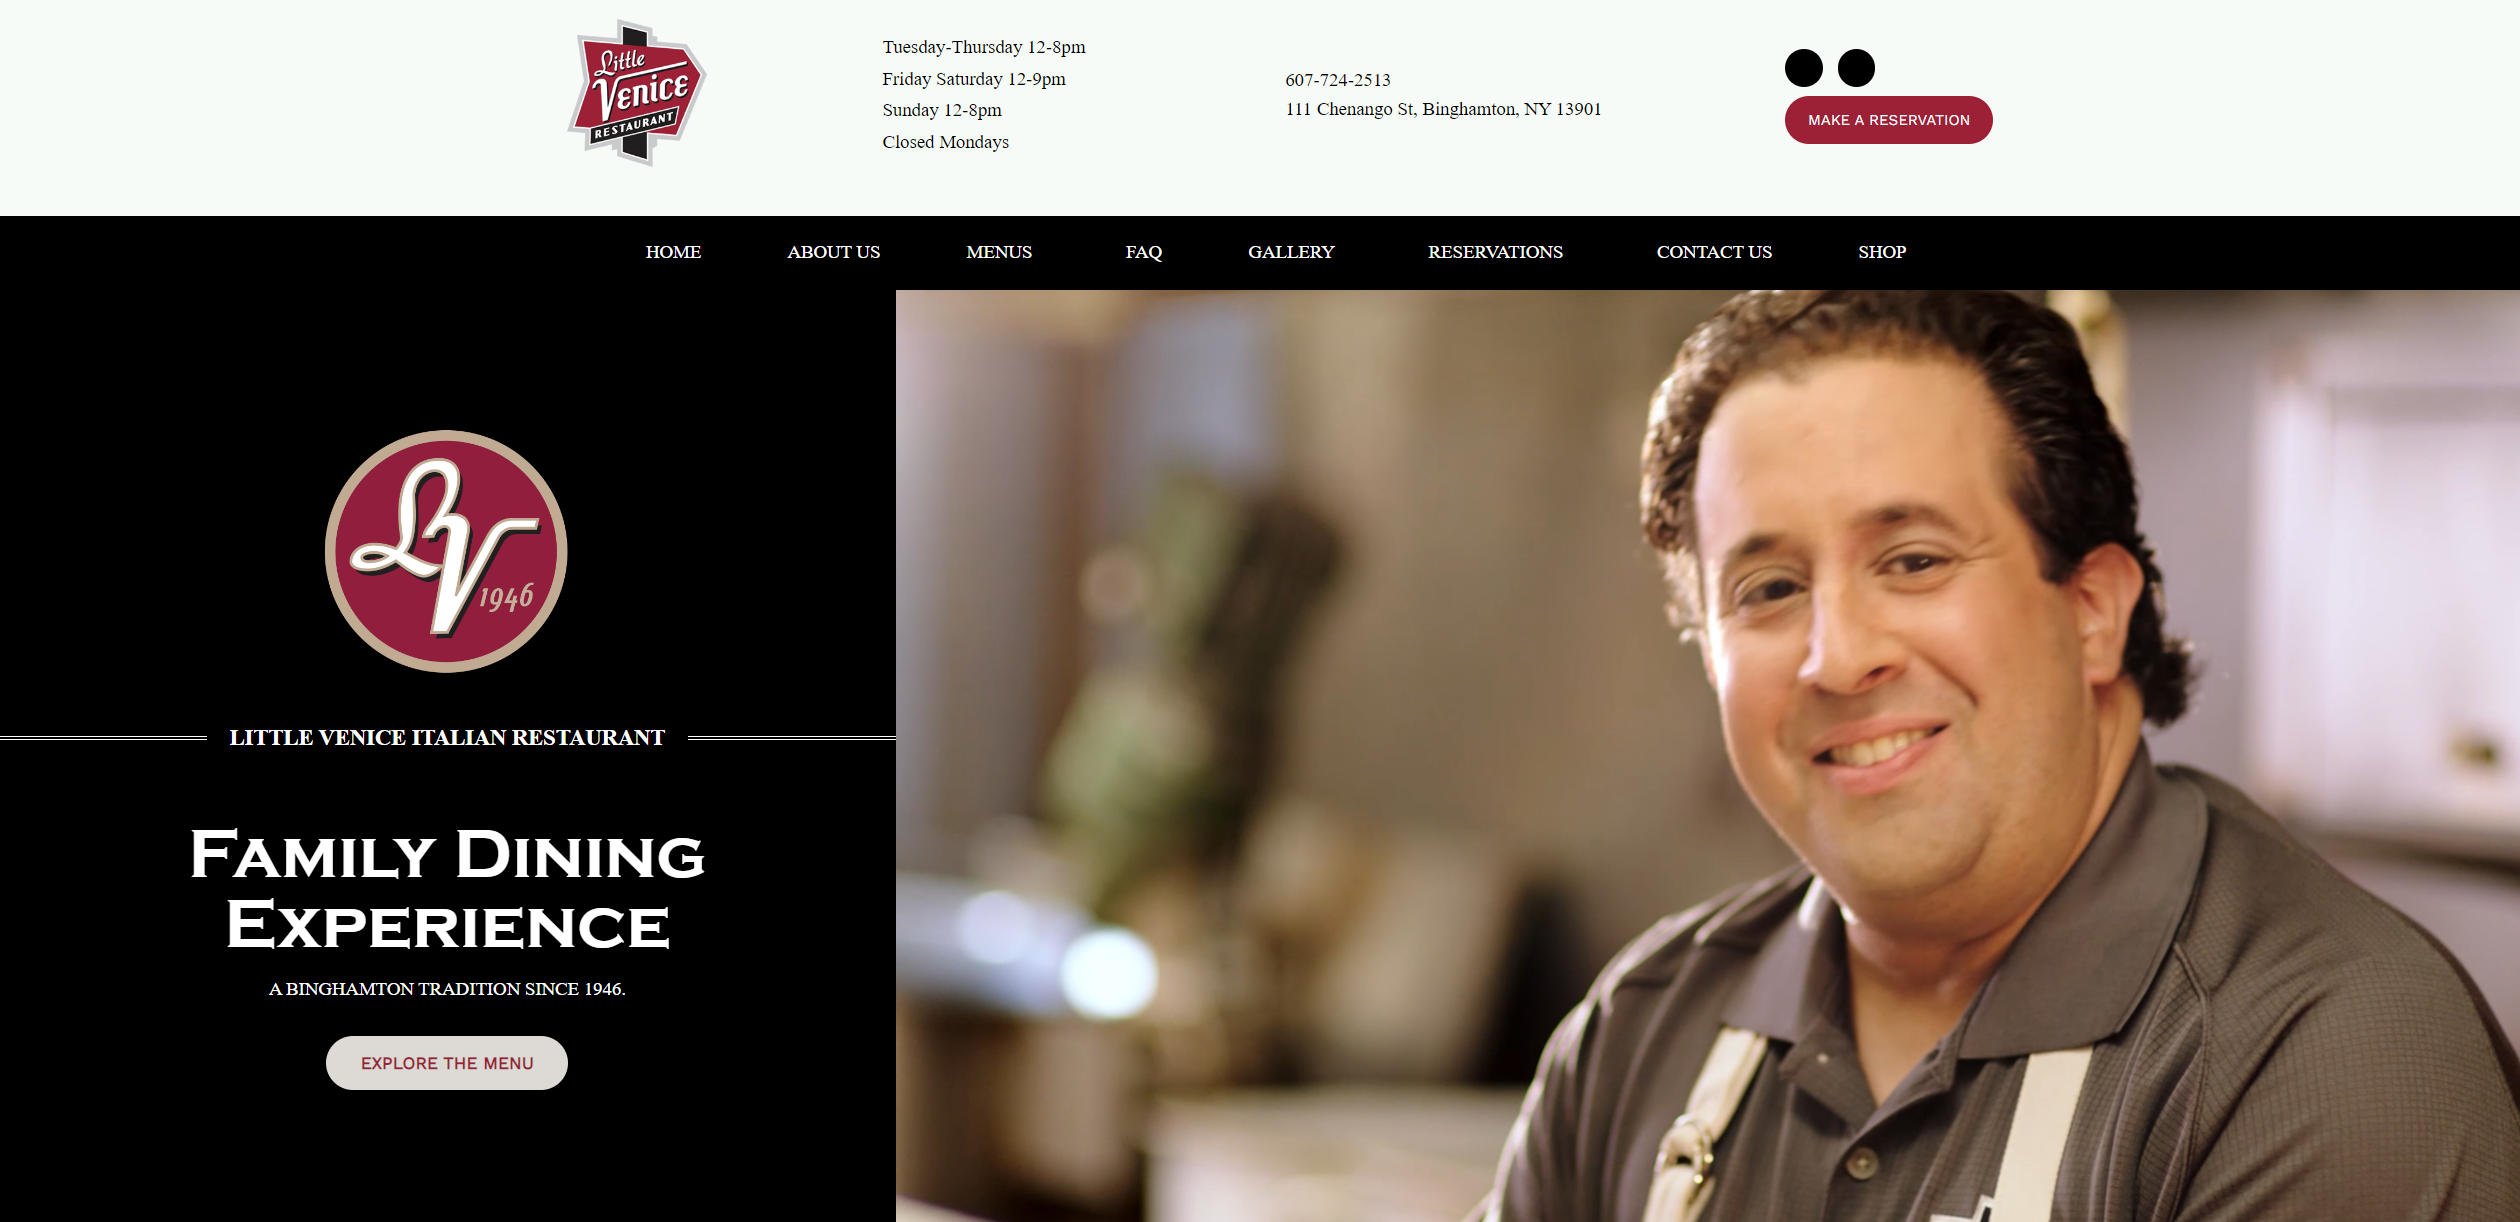 Little
Venice
RESTAURANT
Tuesday-Thursday 12-8pm
Friday Saturday 12-9pm
Sunday 12-8pm
Closed Mondays
607-724-2513
111 Chenango St, Binghamton, NY 13901
MAKE A RESERVATION
HOME ABOUT US MENUS FAQ GALLERY RESERVATIONS CONTACT US SHOP
LV
1946
LITTLE VENICE ITALIAN RESTAURANT
Family Dining
Experience
A BINGHAMTON TRADITION SINCE 1946.
EXPLORE THE MENU